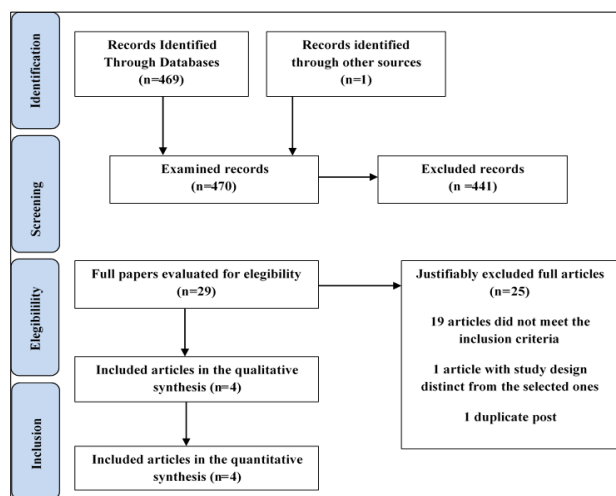 Identification
Records Identified
Through Databases
(n=469)
Records identified
through other sources
(n=1)
Screening
Examined records
(n=470)
Excluded records
(n =441)
Elegibilility
Full papers evaluated for elegibility
(n=29)
Justifiably excluded full articles
(n=25)
19 articles did not meet the
inclusion criteria
1 article with study design
distinct from the selected ones
1 duplicate post
Included articles in the qualitative
synthesis (n=4)
Inclusion
Included articles in the quantitative
synthesis (n=4)